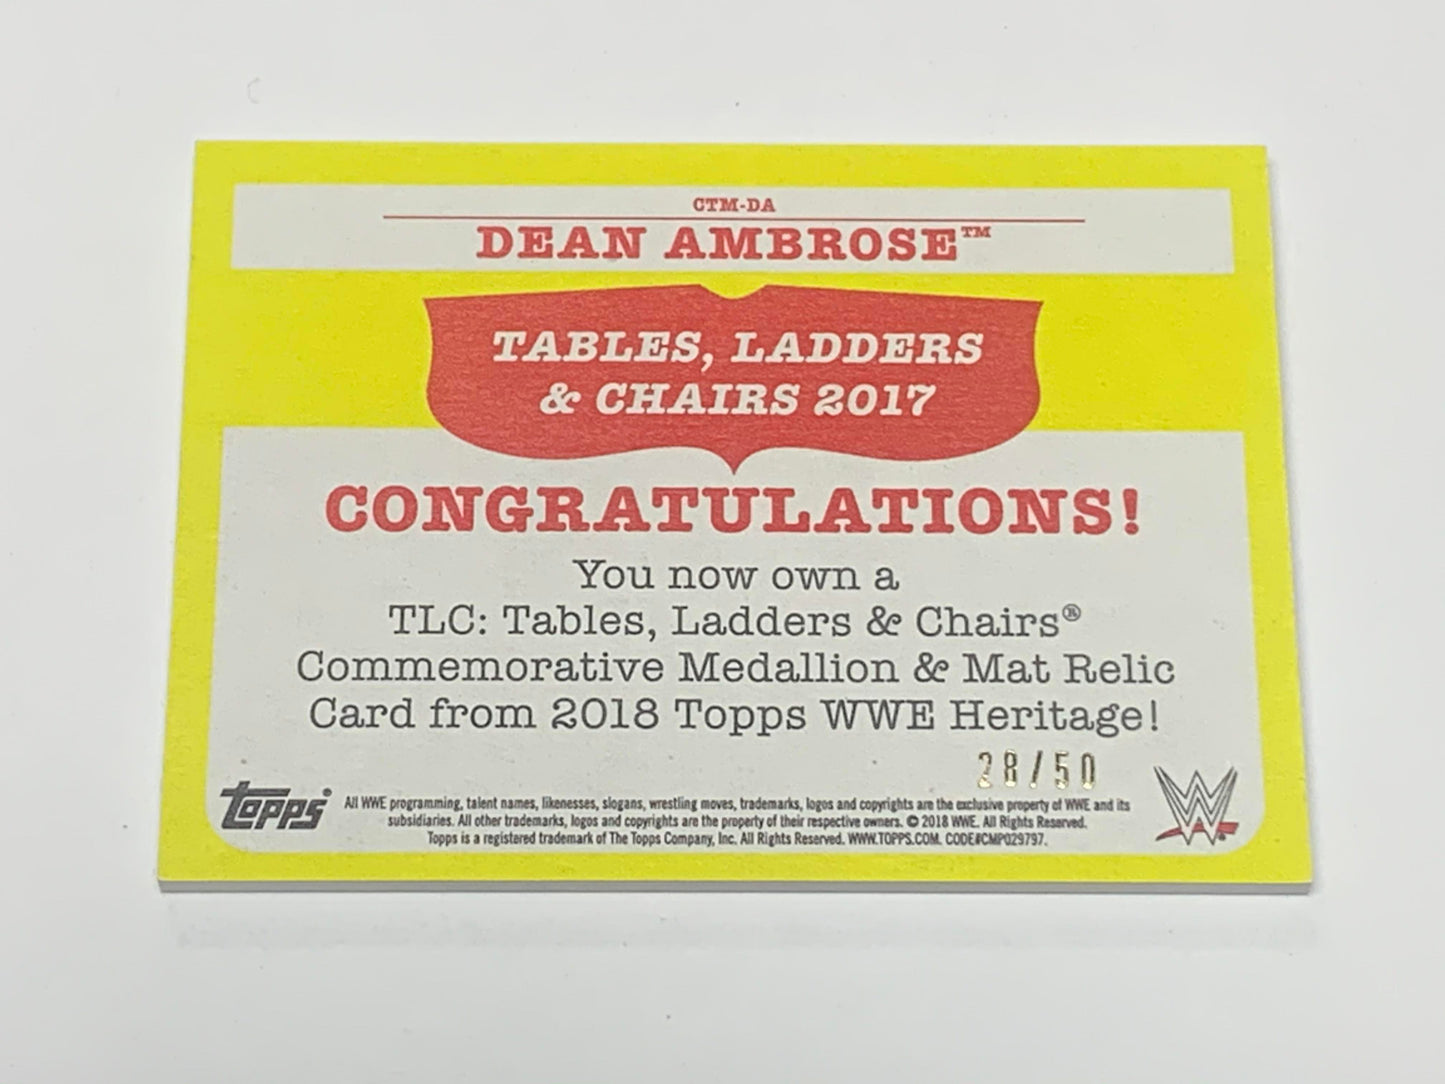 CTM-DA
DEAN AMBROSE™
TABLES, LADDERS
& CHAIRS 2017
CONGRATULATIONS!
You now own a
TLC: Tables, Ladders & Chairs®
Commemorative Medallion & Mat Relic
Card from 2018 Topps WWE Heritage!
28/50
topps®
All WWE programming, talent names, likenesses, slogans, wrestling moves, trademarks, logos and copyrights are the exclusive property of WWE and its
subsidiaries. All other trademarks, logos and copyrights are the property of their respective owners. © 2018 WWE. All Rights Reserved.
Topps is a registered trademark of The Topps Company, Inc. All Rights Reserved. WWW.TOPPS.COM. CODE#CMP029797.
W